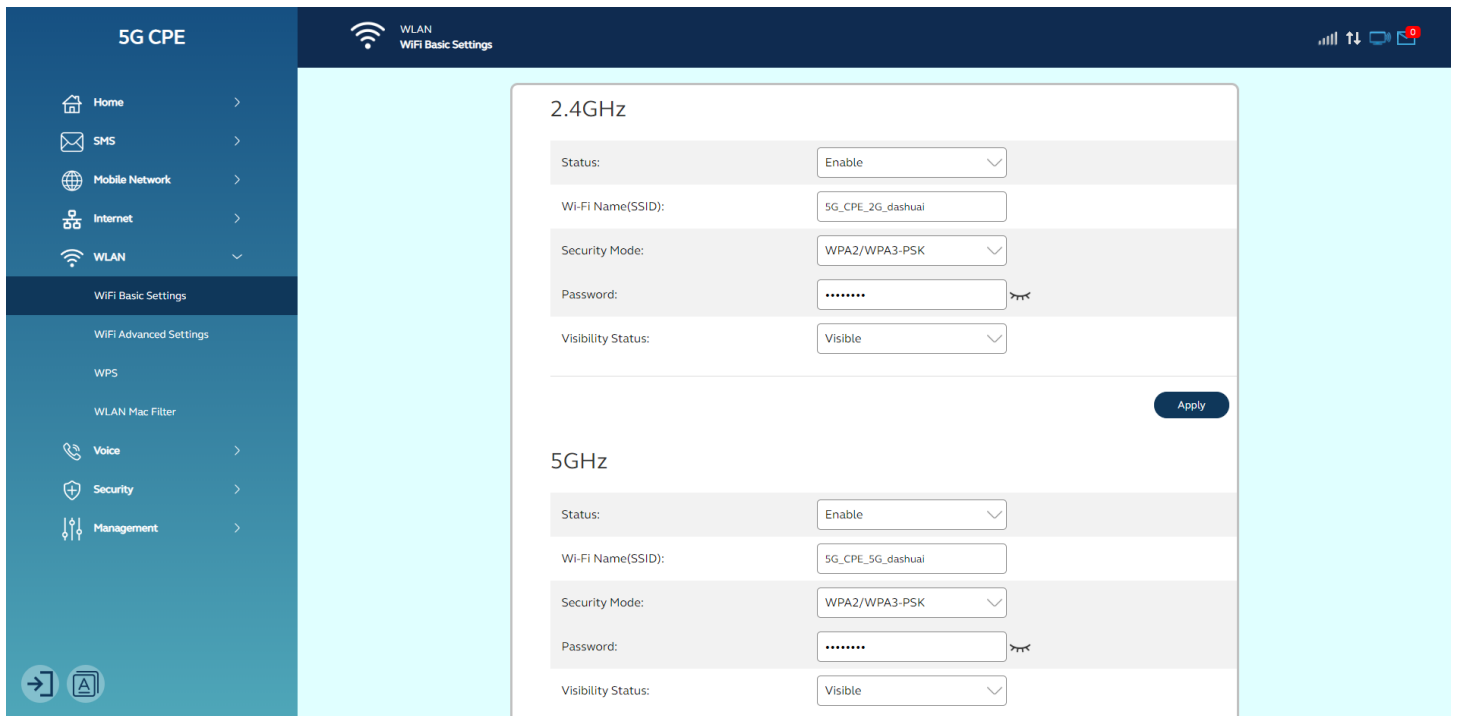 5G CPE
WLAN
WiFi Basic Settings
0
Home
SMS
Mobile Network
Internet
WLAN
WiFi Basic Settings
WiFi Advanced Settings
WPS
WLAN Mac Filter
Voice
Security
Management
A
2.4GHz
Status: Enable
Wi-Fi Name(SSID): 5G_CPE_2G_dashuai
Security Mode: WPA2/WPA3-PSK
Password: ••••••••
Visibility Status: Visible
Apply
5GHz
Status: Enable
Wi-Fi Name(SSID): 5G_CPE_5G_dashuai
Security Mode: WPA2/WPA3-PSK
Password: ••••••••
Visibility Status: Visible